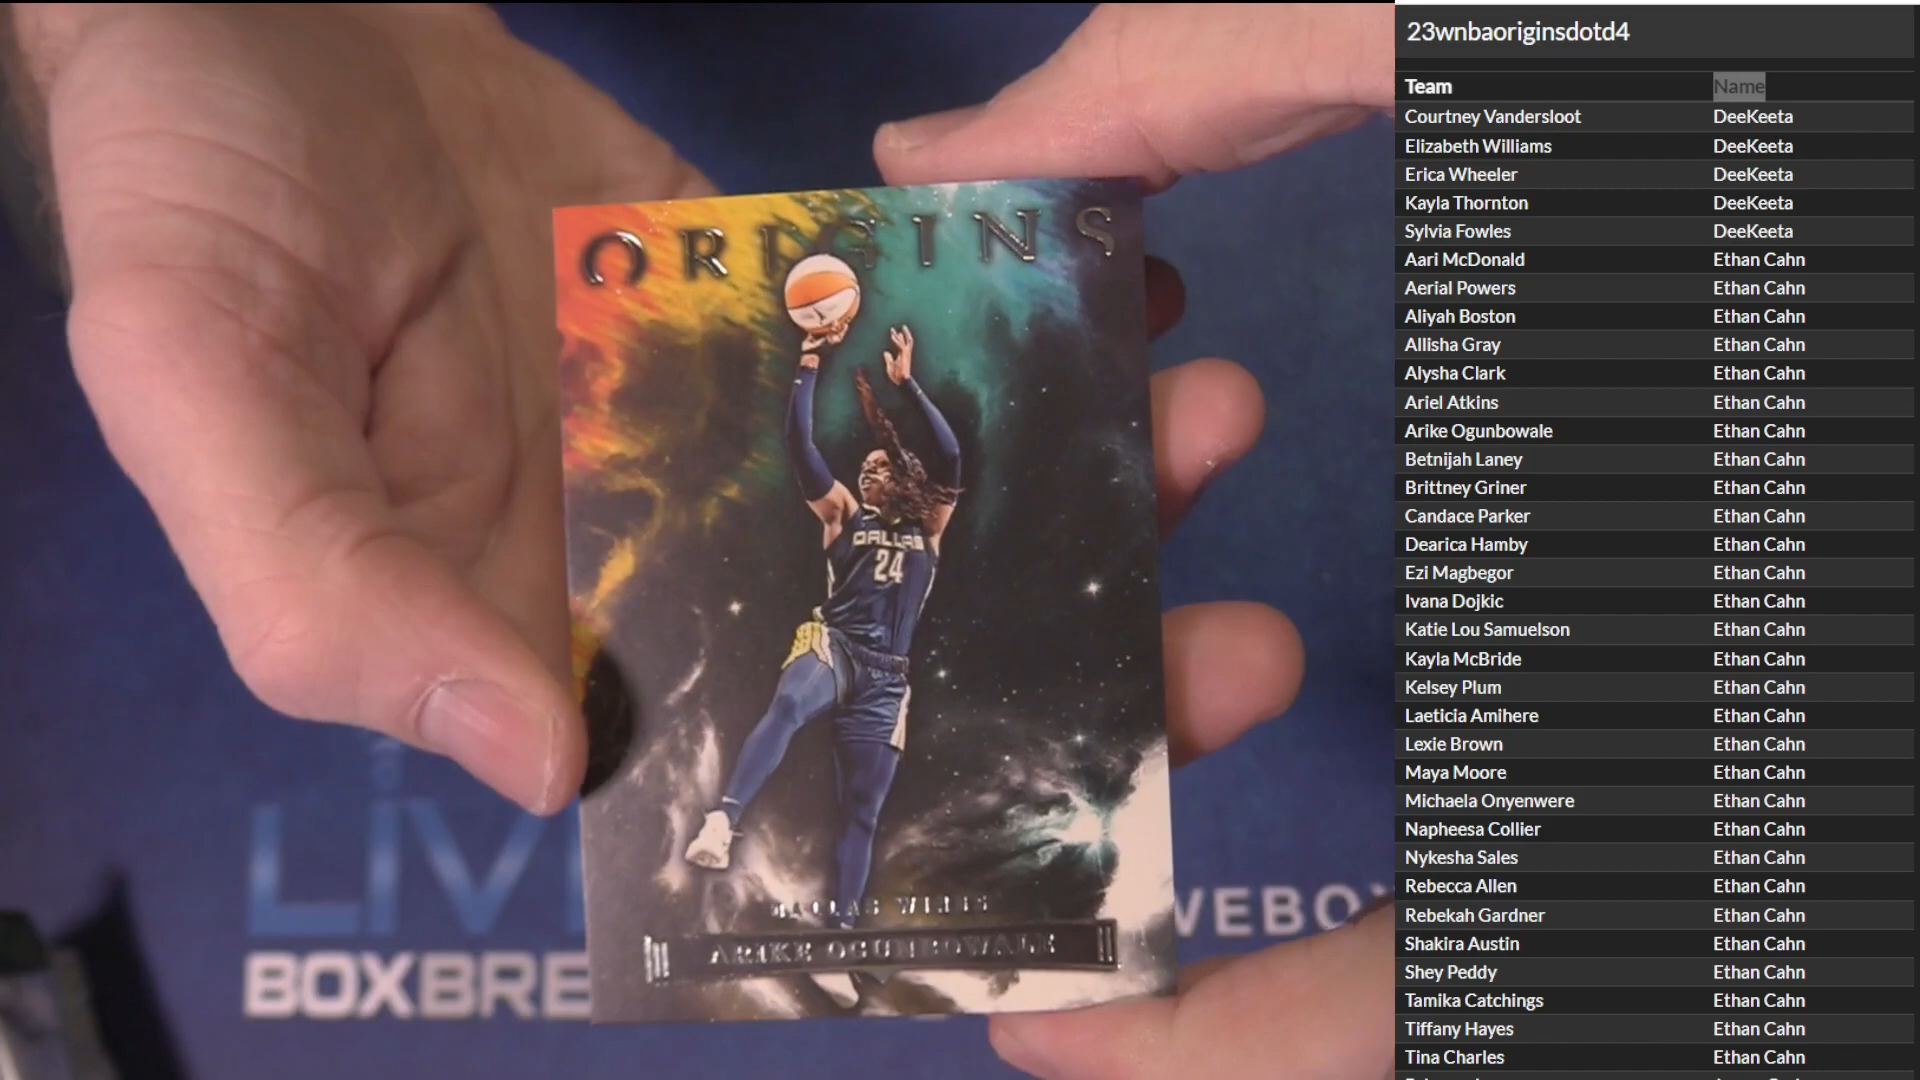 ORIGINS
DALLAS
24
DALLAS WINGS
ARIKE OGUNBOWALE
LIV
BOXBRE
VEBO
23wnbaoriginsdotd4
Team Name
Courtney Vandersloot DeeKeeta
Elizabeth Williams DeeKeeta
Erica Wheeler DeeKeeta
Kayla Thornton DeeKeeta
Sylvia Fowles DeeKeeta
Aari McDonald Ethan Cahn
Aerial Powers Ethan Cahn
Aliyah Boston Ethan Cahn
Allisha Gray Ethan Cahn
Alysha Clark Ethan Cahn
Ariel Atkins Ethan Cahn
Arike Ogunbowale Ethan Cahn
Betnijah Laney Ethan Cahn
Brittney Griner Ethan Cahn
Candace Parker Ethan Cahn
Dearica Hamby Ethan Cahn
Ezi Magbegor Ethan Cahn
Ivana Dojkic Ethan Cahn
Katie Lou Samuelson Ethan Cahn
Kayla McBride Ethan Cahn
Kelsey Plum Ethan Cahn
Laeticia Amihere Ethan Cahn
Lexie Brown Ethan Cahn
Maya Moore Ethan Cahn
Michaela Onyenwere Ethan Cahn
Napheesa Collier Ethan Cahn
Nykesha Sales Ethan Cahn
Rebecca Allen Ethan Cahn
Rebekah Gardner Ethan Cahn
Shakira Austin Ethan Cahn
Shey Peddy Ethan Cahn
Tamika Catchings Ethan Cahn
Tiffany Hayes Ethan Cahn
Tina Charles Ethan Cahn